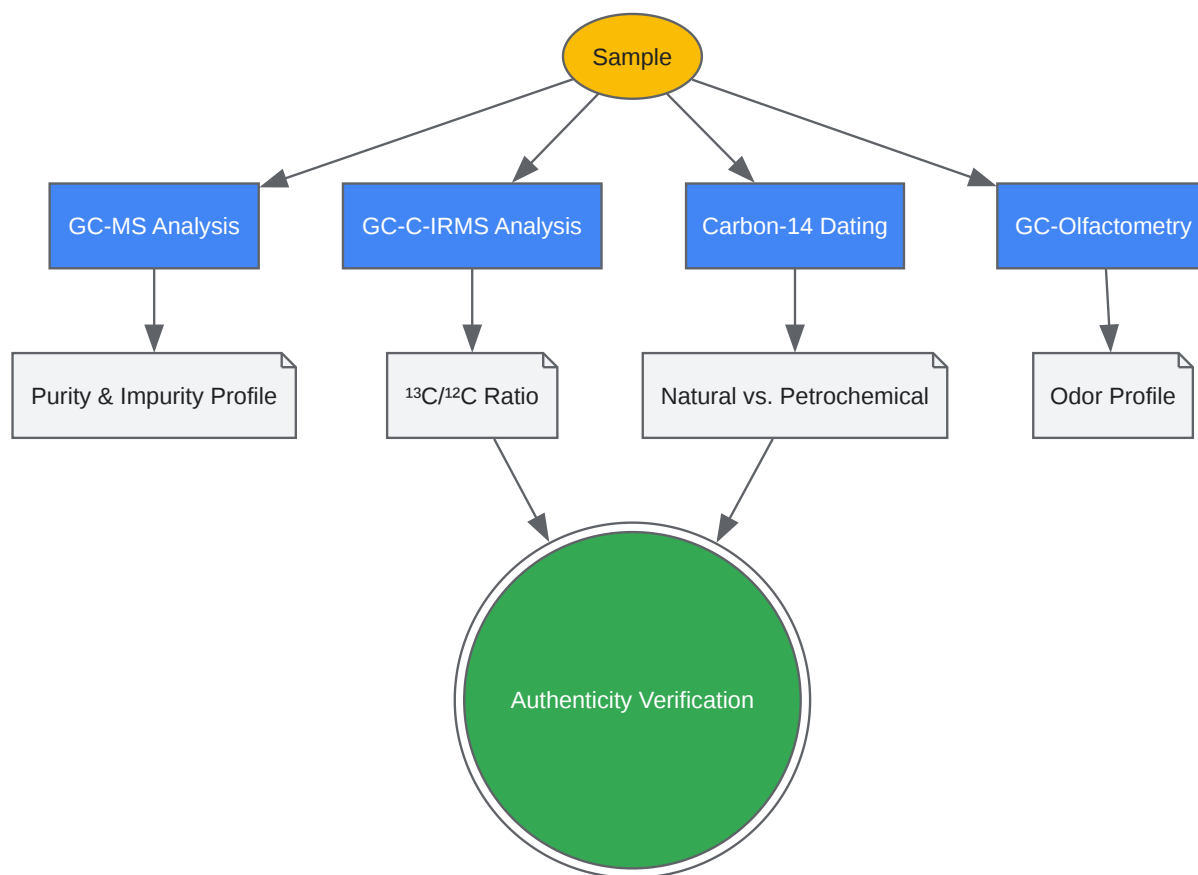 Sample
GC-MS Analysis
GC-C-IRMS Analysis
Carbon-14 Dating
GC-Olfactometry
Purity & Impurity Profile
¹³C/¹²C Ratio
Natural vs. Petrochemical
Odor Profile
Authenticity Verification